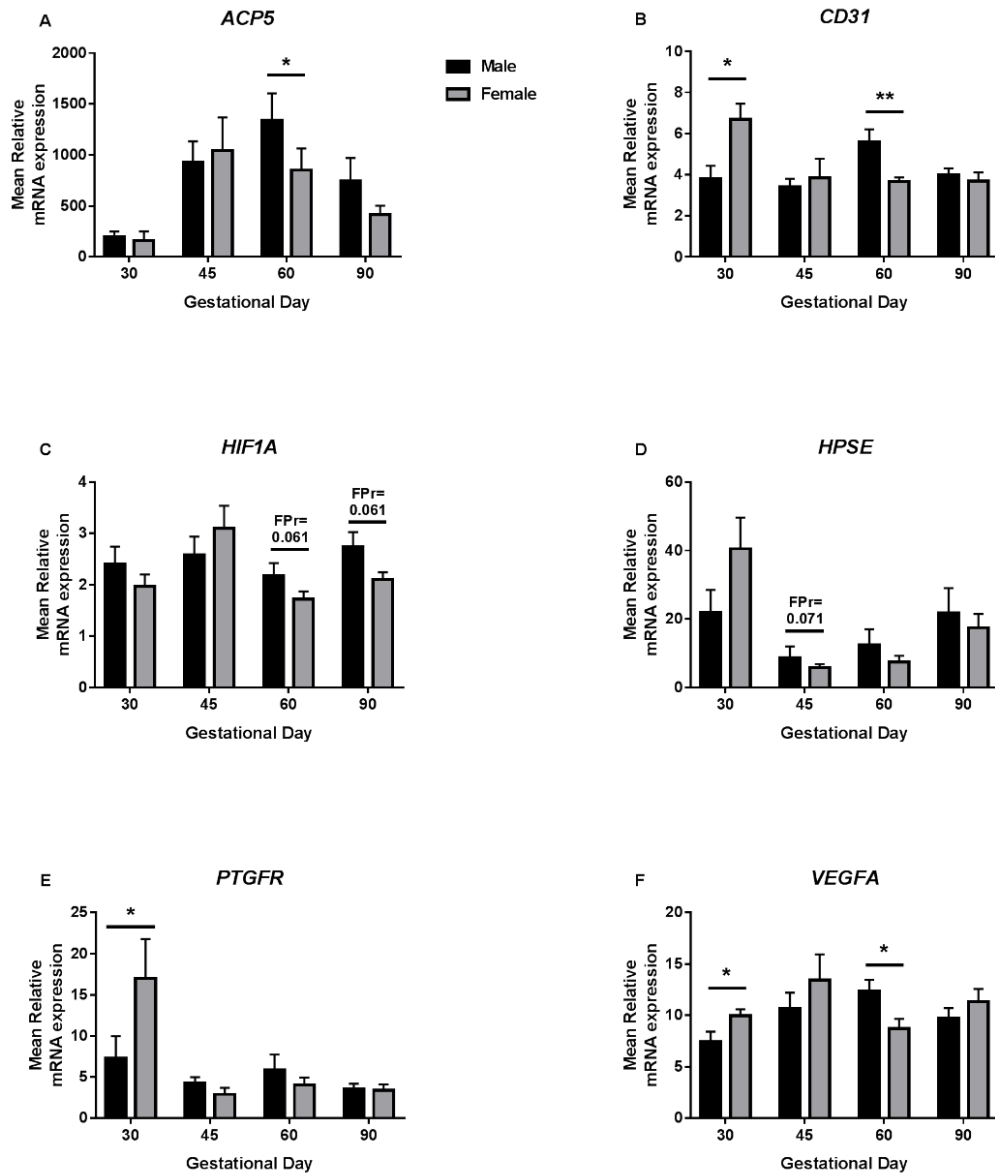 A
ACP5
Mean Relative
mRNA expression
2000
1500
1000
500
0
*
30 45 60 90
Gestational Day
Male
Female
B
CD31
Mean Relative
mRNA expression
10
8
6
4
2
0
*
**
30 45 60 90
Gestational Day
C
HIF1A
Mean Relative
mRNA expression
4
3
2
1
0
FPr=
0.061
FPr=
0.061
30 45 60 90
Gestational Day
D
HPSE
Mean Relative
mRNA expression
60
40
20
0
FPr=
0.071
30 45 60 90
Gestational Day
E
PTGFR
Mean Relative
mRNA expression
25
20
15
10
5
0
*
30 45 60 90
Gestational Day
F
VEGFA
Mean Relative
mRNA expression
20
15
10
5
0
*
*
30 45 60 90
Gestational Day